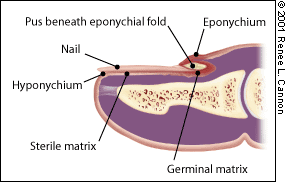 Pus beneath eponychial fold
Eponychium
Nail
Hyponychium
Sterile matrix
Germinal matrix
© 2001 Renee L. Cannon